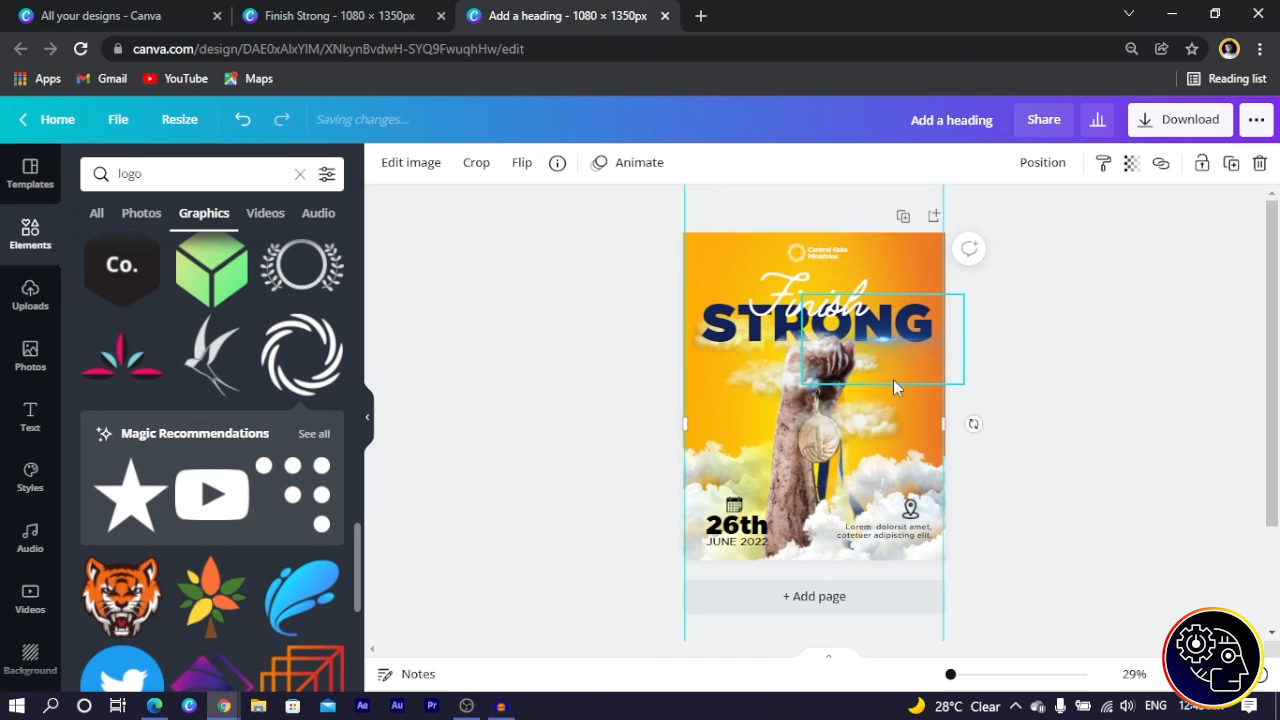 All your designs - Canva
Finish Strong - 1080 × 1350px
Add a heading - 1080 × 1350px
canva.com/design/DAE0xAlxYlM/XNkynBvdwH-SYQ9FwuqhHw/edit
Apps
Gmail
YouTube
Maps
Reading list
Home
File
Resize
Saving changes...
Add a heading
Share
Download
Templates
Elements
Uploads
Photos
Text
Styles
Audio
Videos
Background
logo
All
Photos
Graphics
Videos
Audio
Co.
Magic Recommendations
See all
Edit image
Crop
Flip
Animate
Position
Central Gate
Ministries
Finish
STRONG
26th
JUNE 2022
Lorem dolorsit amet,
cotetuer adipiscing elit...
+ Add page
Notes
29%
Ae
Au
Pr
28°C Clear
ENG